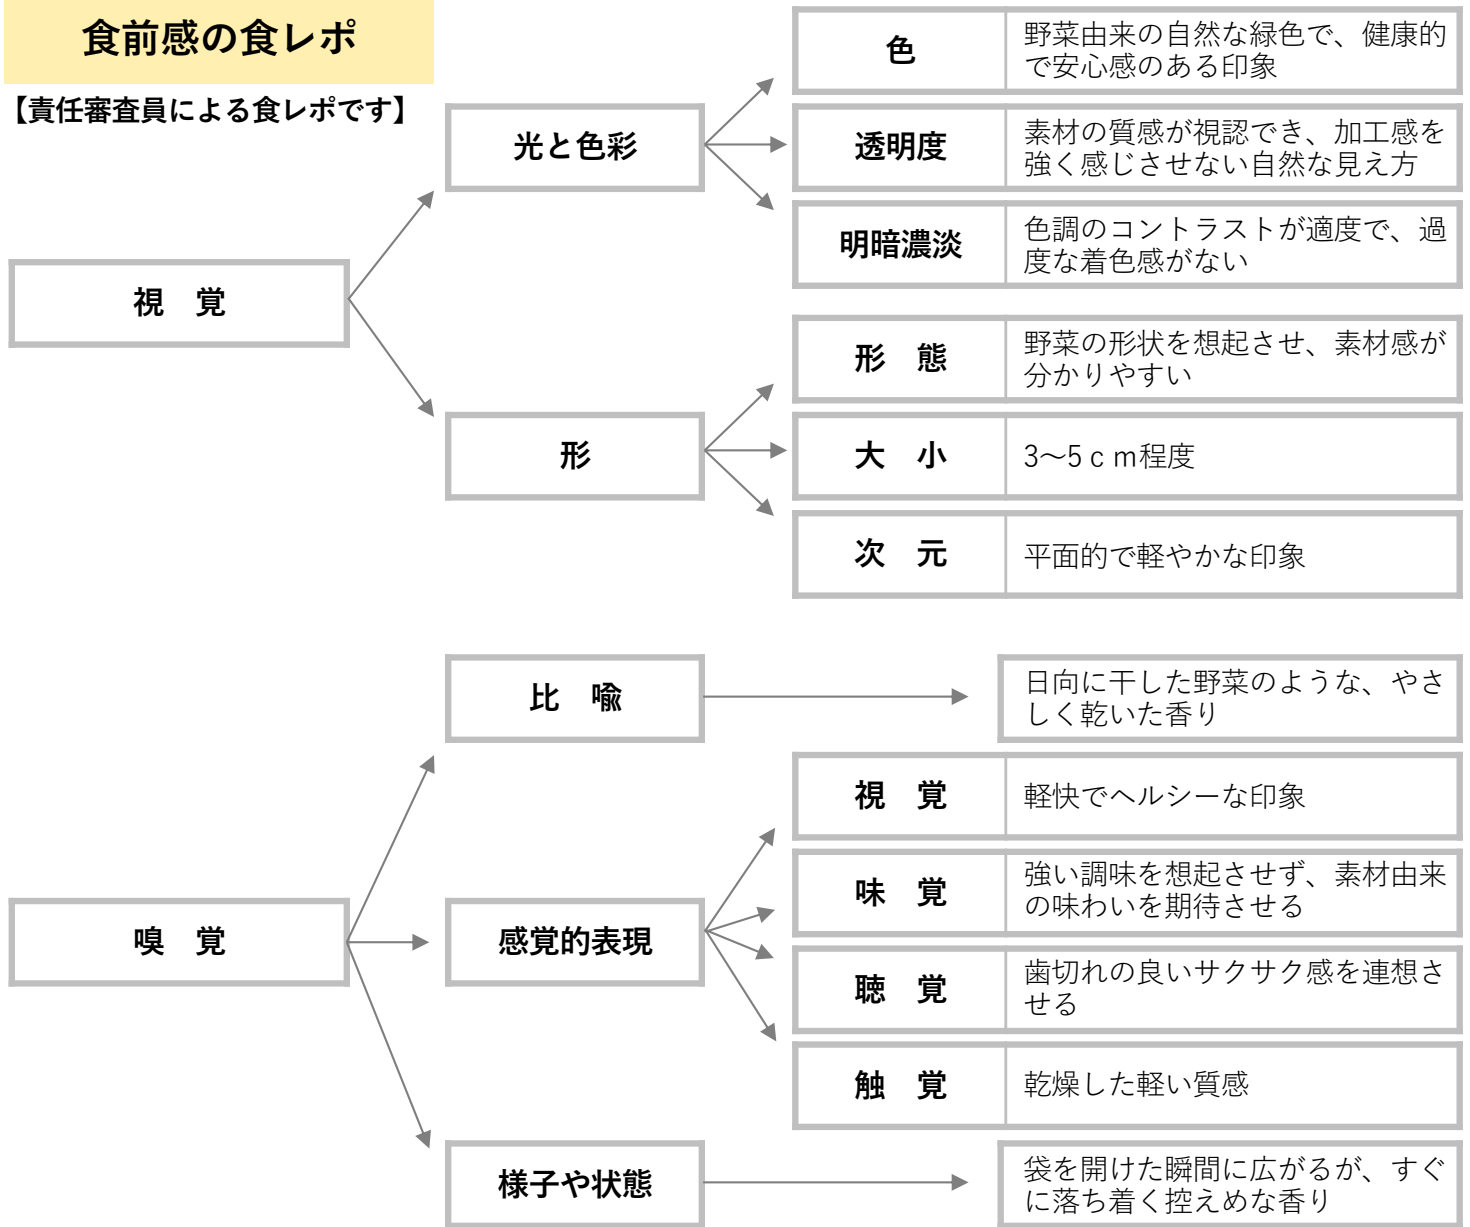 食前感の食レポ
【責任審査員による食レポです】
視　覚
光と色彩
色
野菜由来の自然な緑色で、健康的
で安心感のある印象
透明度
素材の質感が視認でき、加工感を
強く感じさせない自然な見え方
明暗濃淡
色調のコントラストが適度で、過
度な着色感がない
形
形　態
野菜の形状を想起させ、素材感が
分かりやすい
大　小
3～5ｃｍ程度
次　元
平面的で軽やかな印象
嗅　覚
比　喩
日向に干した野菜のような、やさ
しく乾いた香り
感覚的表現
視　覚
軽快でヘルシーな印象
味　覚
強い調味を想起させず、素材由来
の味わいを期待させる
聴　覚
歯切れの良いサクサク感を連想さ
せる
触　覚
乾燥した軽い質感
様子や状態
袋を開けた瞬間に広がるが、すぐ
に落ち着く控えめな香り